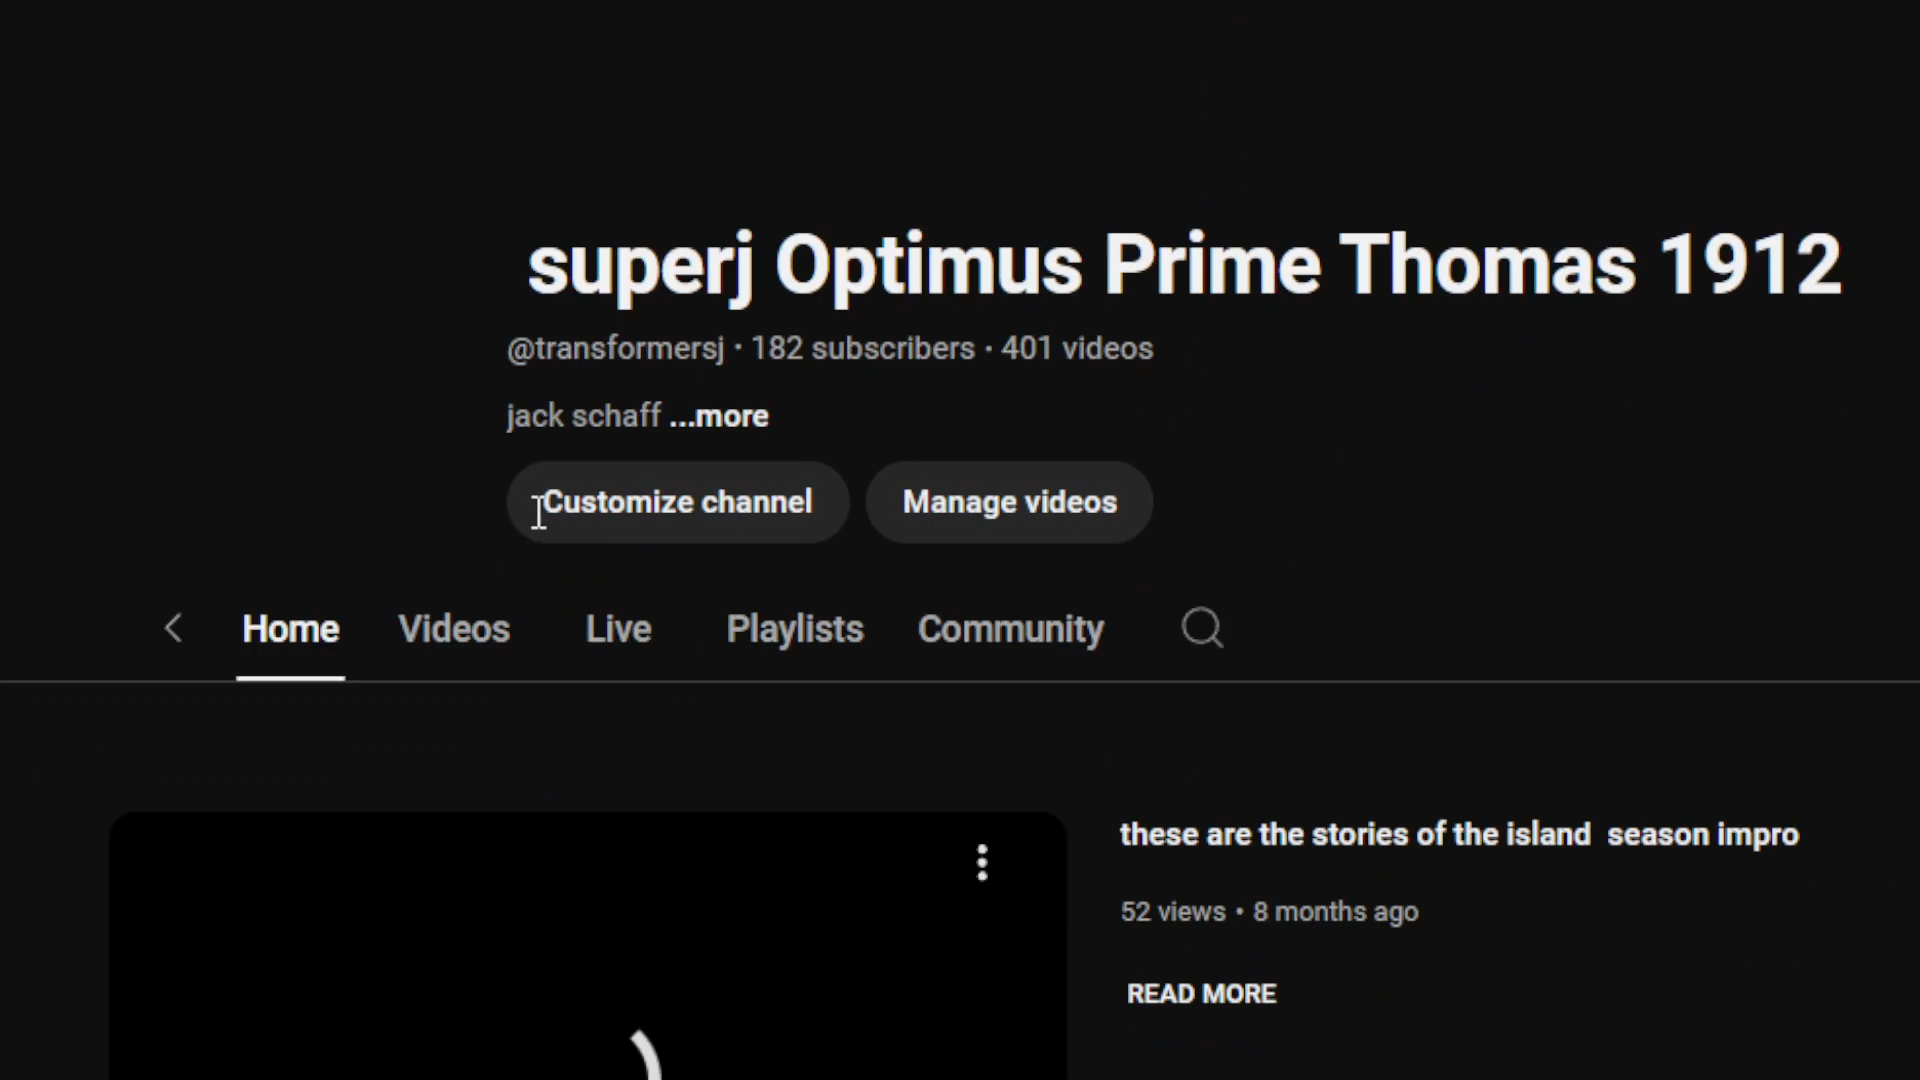 superj Optimus Prime Thomas 1912
@transformersj · 182 subscribers · 401 videos
jack schaff ...more
Customize channel Manage videos
Home Videos Live Playlists Community
these are the stories of the island season impro
52 views • 8 months ago
READ MORE